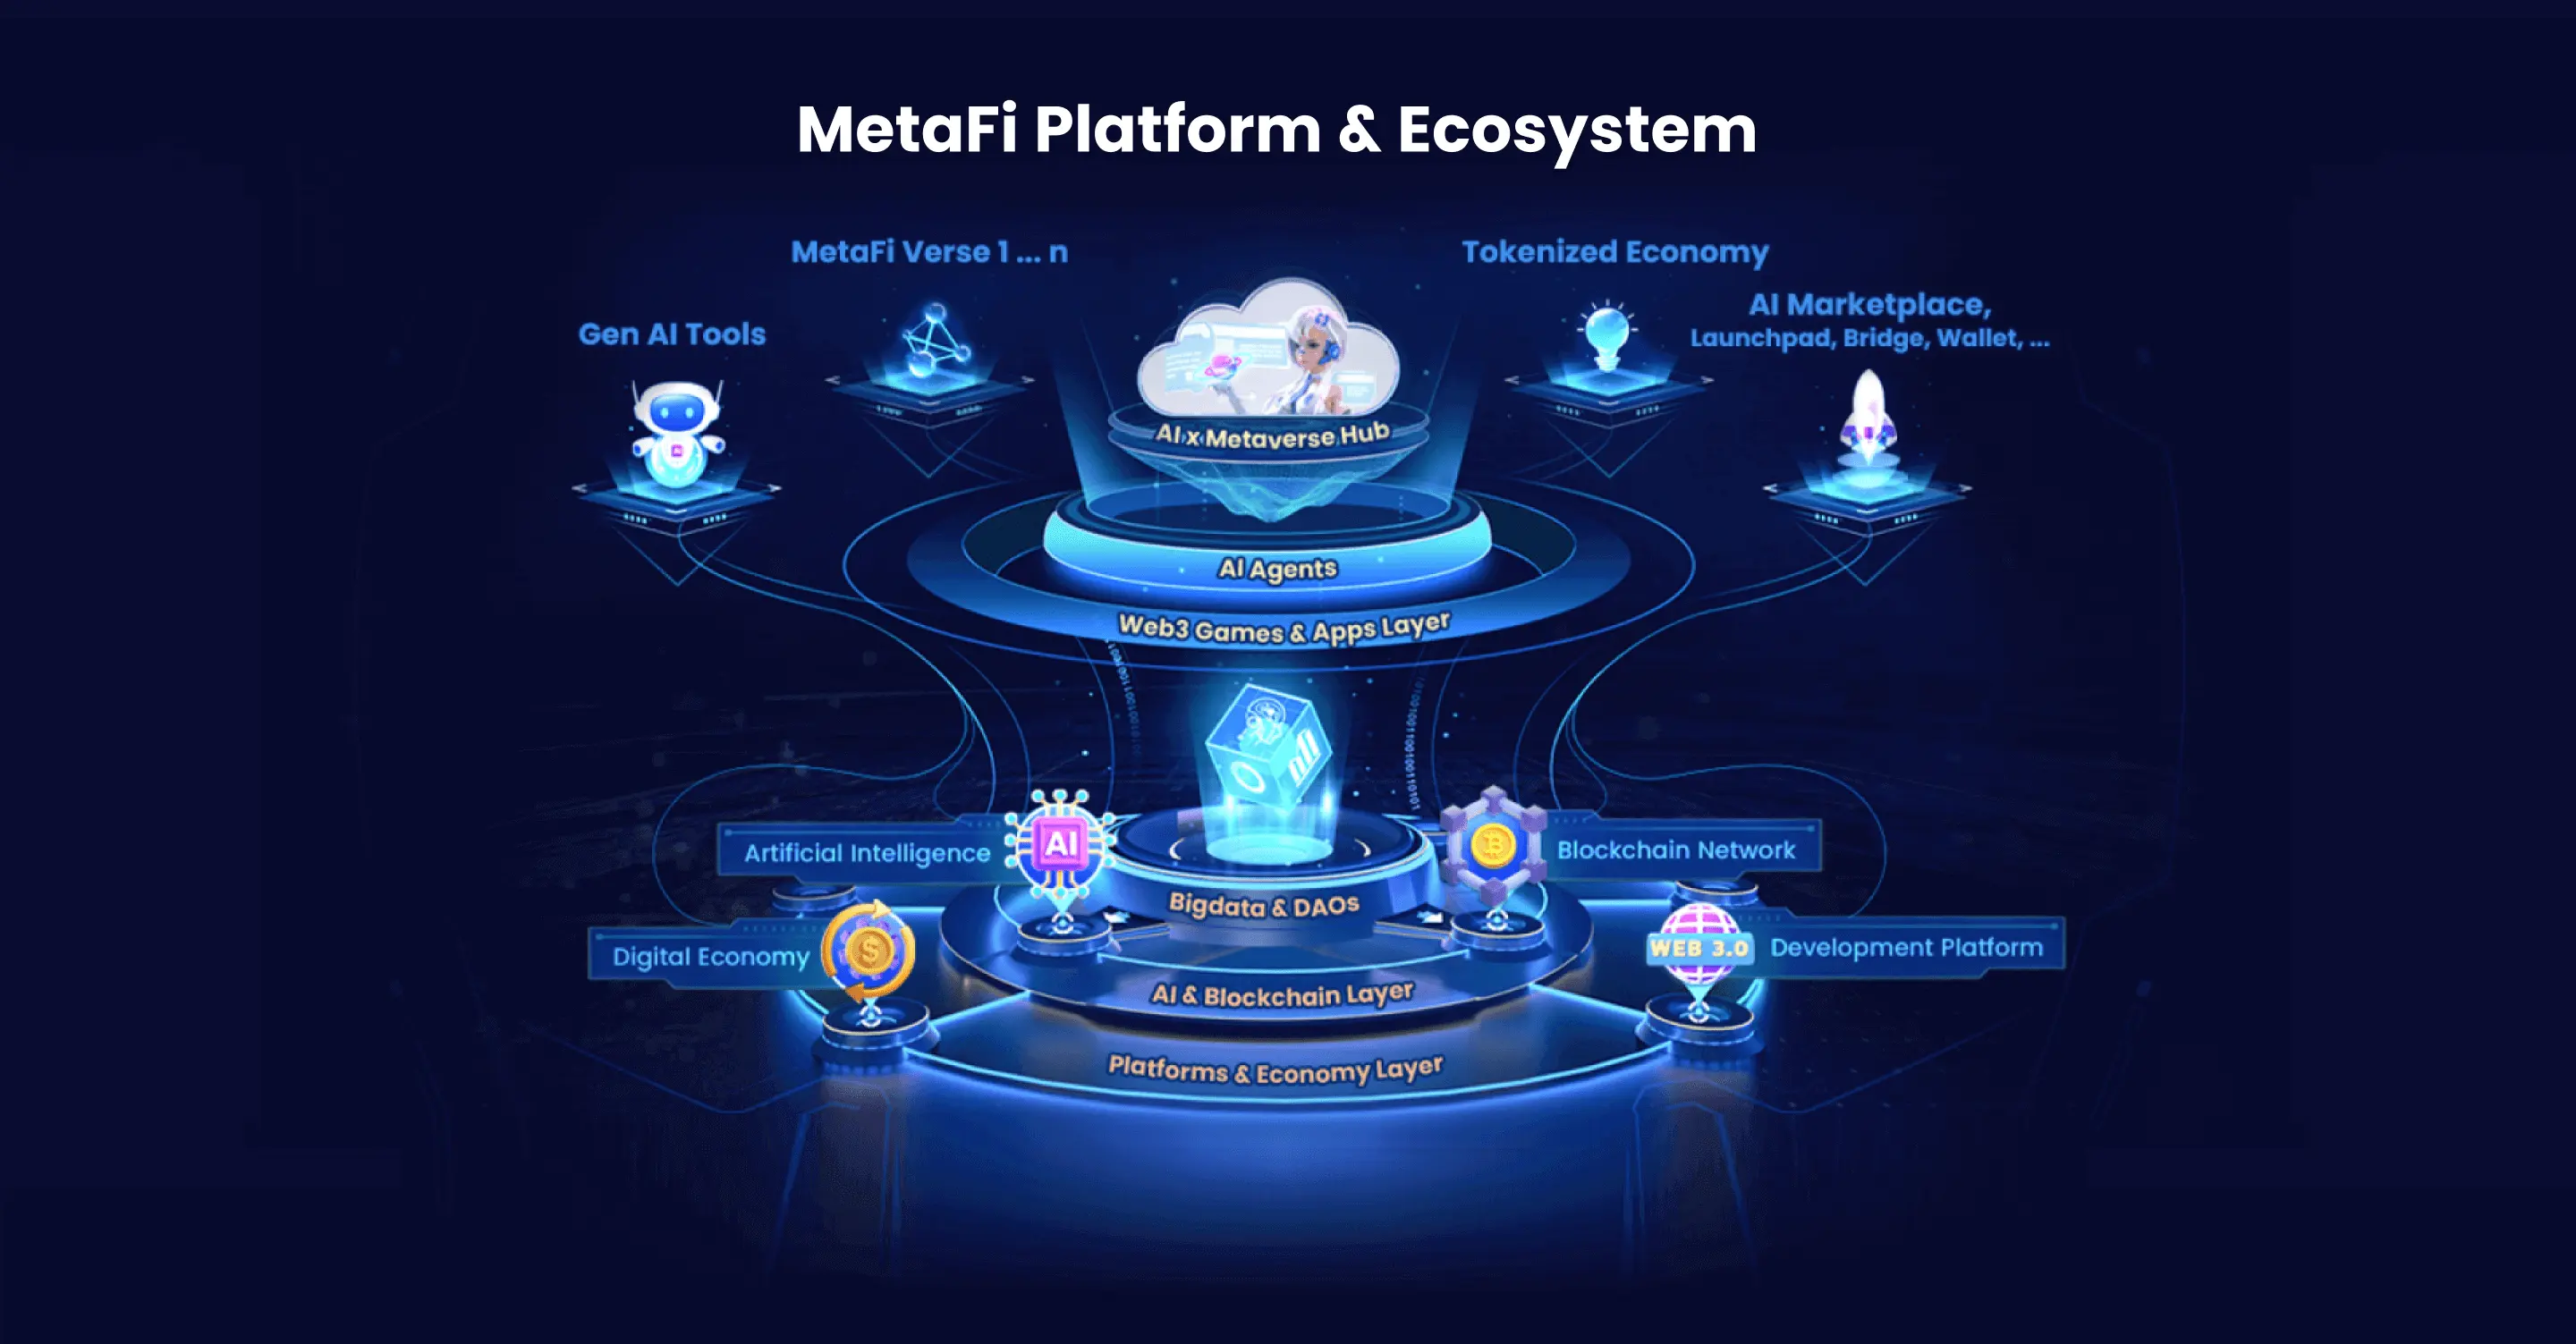 MetaFi Platform & Ecosystem
MetaFi Verse 1 ... n
Tokenized Economy
AI Marketplace,
Launchpad, Bridge, Wallet, ...
Gen AI Tools
AI x Metaverse Hub
AI Agents
Web3 Games & Apps Layer
Artificial Intelligence
AI
Blockchain Network
Bigdata & DAOs
Digital Economy
WEB 3.0
Development Platform
AI & Blockchain Layer
Platforms & Economy Layer